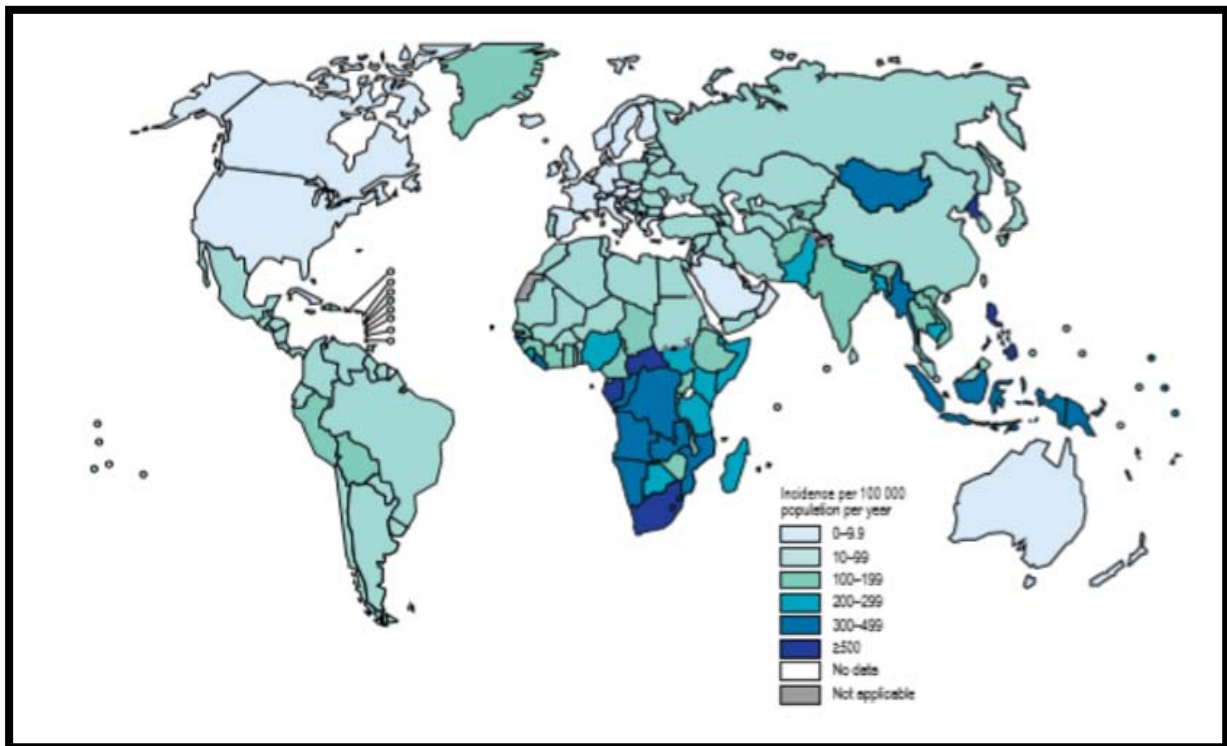 Incidence per 100 000
population per year
0–9.9
10–99
100–199
200–299
300–499
≥500
No data
Not applicable